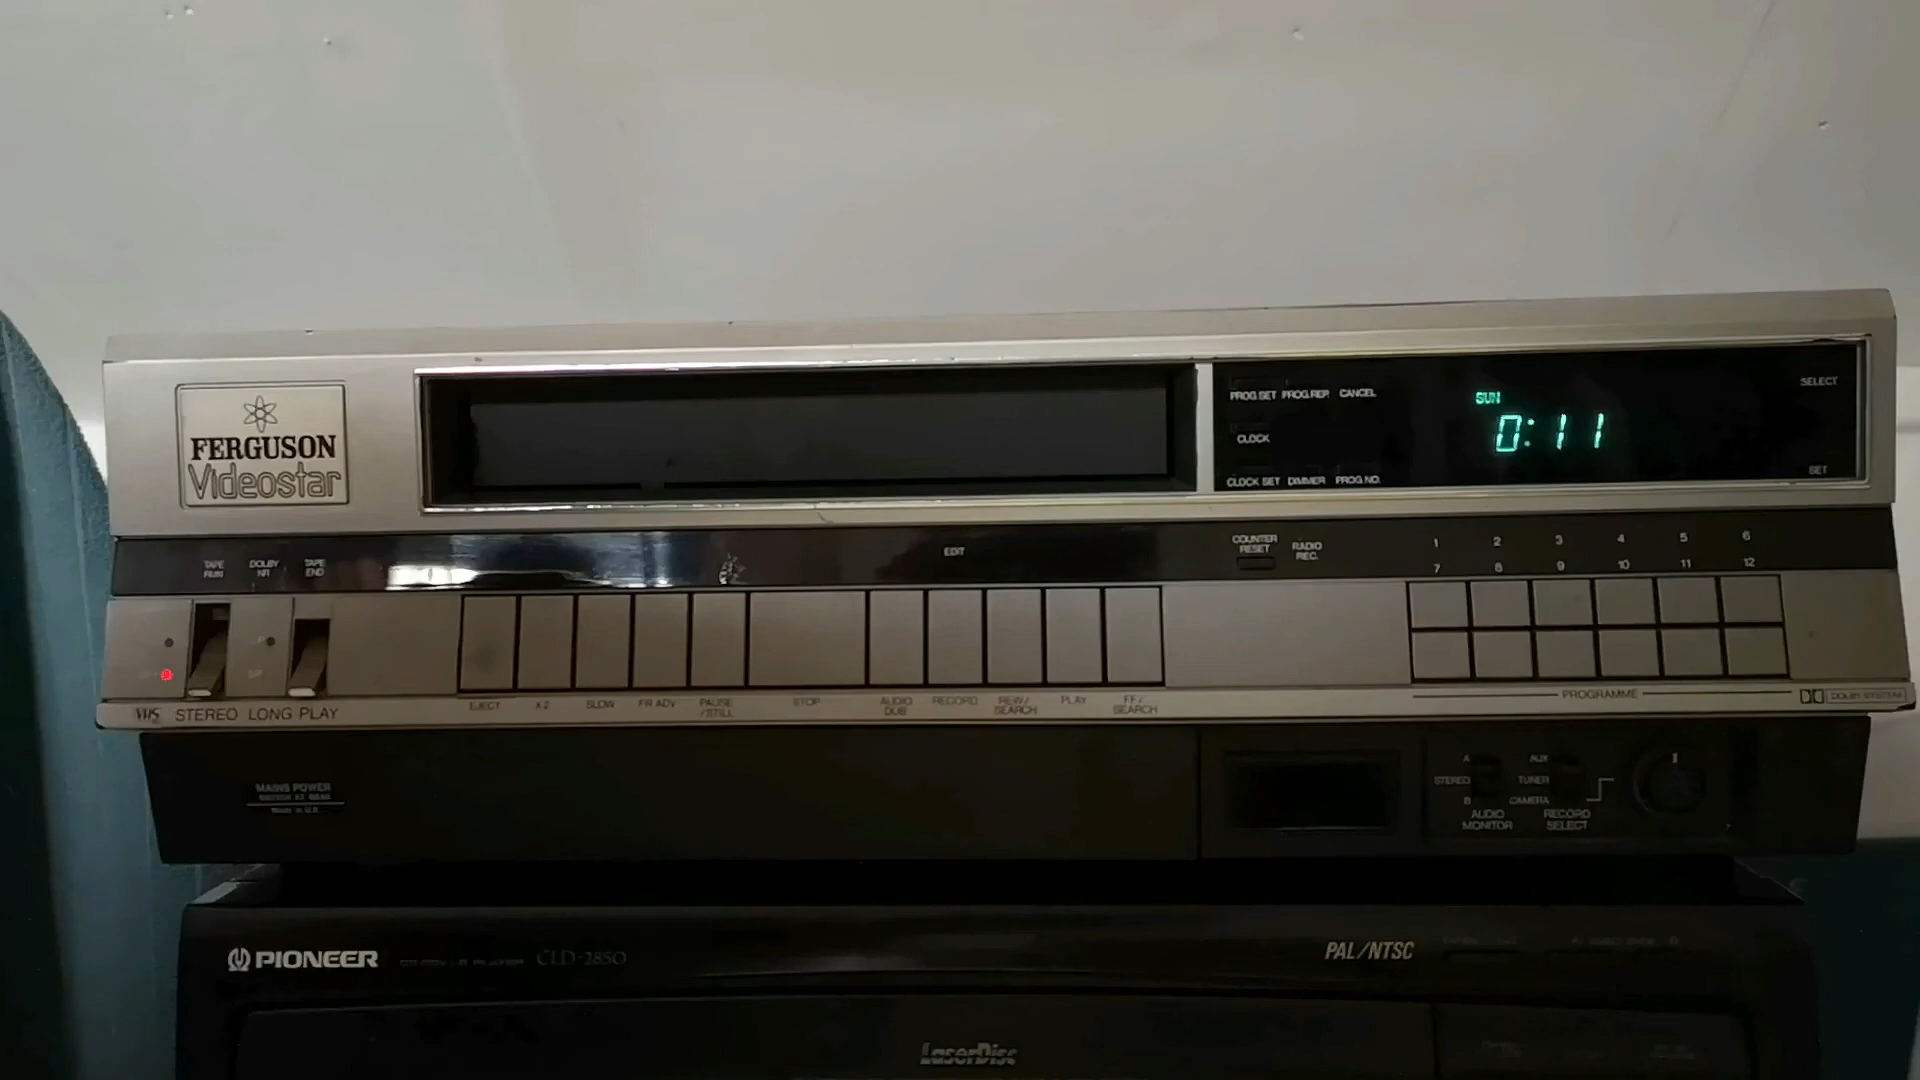 FERGUSON
Videostar
PROG.SET PROG.REP. CANCEL
CLOCK
CLOCK SET DIMMER PROG.NO.
SUN
0:11
SELECT
SET
TAPE RUN
DOLBY NR
TAPE END
EDIT
COUNTER RESET
RADIO REC.
1 2 3 4 5 6
7 8 9 10 11 12
EJECT
X2
SLOW
FR ADV
PAUSE /STILL
STOP
AUDIO DUB
RECORD
REW/ SEARCH
PLAY
FF/ SEARCH
PROGRAMME
DOLBY SYSTEM
VHS STEREO LONG PLAY
MAINS POWER
A
STEREO
B
AUDIO MONITOR
AUX
TUNER
CAMERA
RECORD SELECT
PIONEER
CLD-2850
PAL/NTSC
LaserDisc